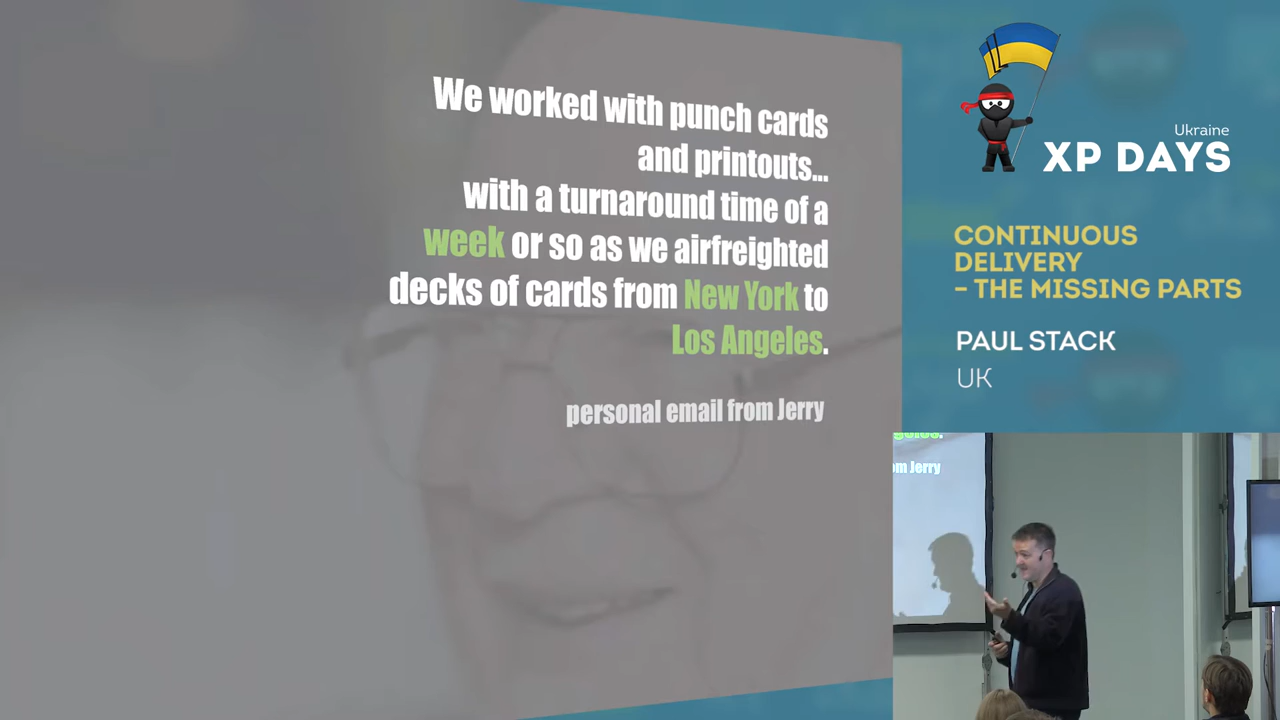 We worked with punch cards
and printouts...
with a turnaround time of a
week or so as we airfreighted
decks of cards from New York to
Los Angeles.
personal email from Jerry
Ukraine
XP DAYS
CONTINUOUS
DELIVERY
– THE MISSING PARTS
PAUL STACK
UK
Angeles.
om Jerry